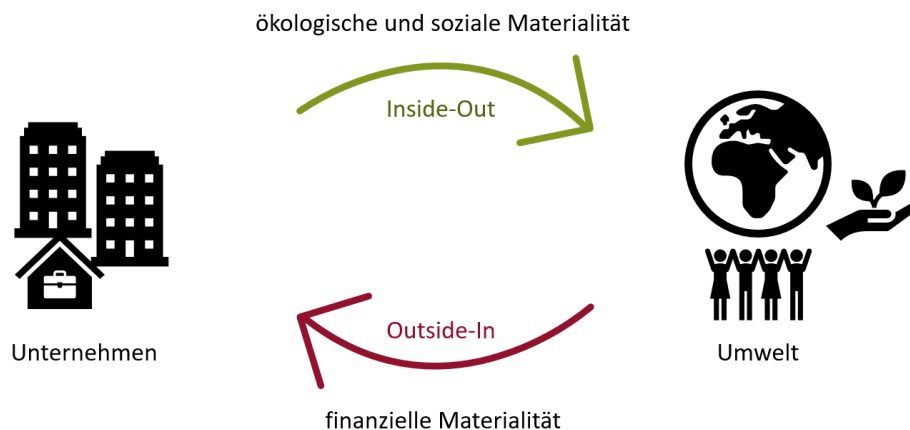 ökologische und soziale Materialität
Inside-Out
Outside-In
Unternehmen
Umwelt
finanzielle Materialität